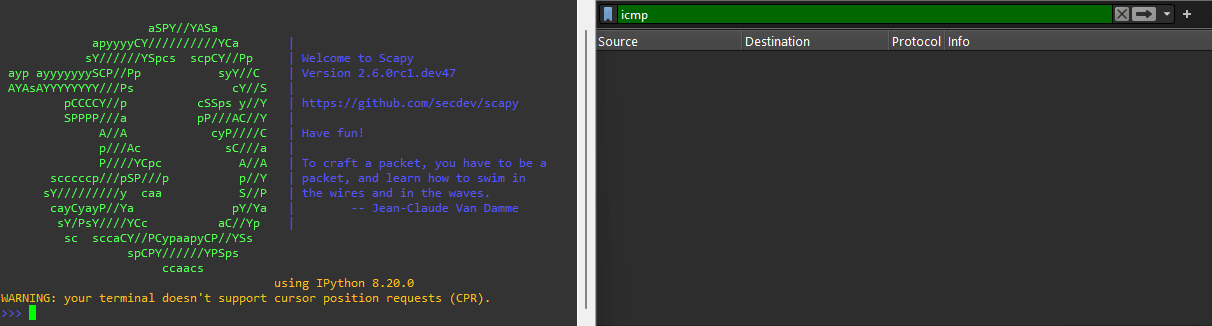 aSPY//YASa
apyyyyCY//////////YCa       |
sY//////YSpcs  scpCY//Pp     | Welcome to Scapy
ayp ayyyyyyySCP//Pp           syY//C    | Version 2.6.0rc1.dev47
AYAsAYYYYYYYY///Ps              cY//S    |
pCCCCY//p          cSSps y//Y   | https://github.com/secdev/scapy
SPPPP///a          pP///AC//Y   |
A//A            cyP////C   | Have fun!
p///Ac            sC///a   |
P////YCpc           A//A   | To craft a packet, you have to be a
scccccp///pSP///p          p//Y   | packet, and learn how to swim in
sY/////////y  caa           S//P   | the wires and in the waves.
cayCyayP//Ya              pY/Ya   |        -- Jean-Claude Van Damme
sY/PsY////YCc          aC//Yp    |
sc  sccaCY//PCypaapyCP//YSs
spCPY//////YPSps
ccaacs
using IPython 8.20.0
WARNING: your terminal doesn't support cursor position requests (CPR).
>>>
icmp
Source Destination Protocol Info